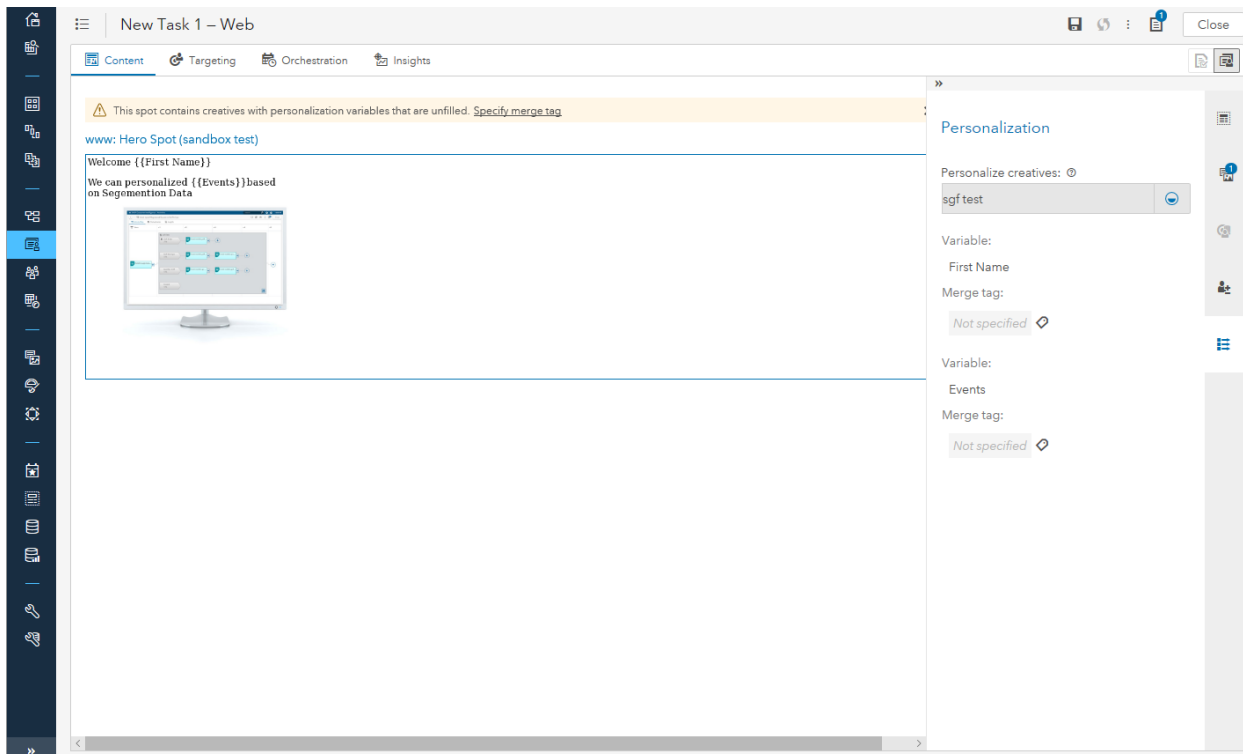 New Task 1 – Web
1
Close
Content
Targeting
Orchestration
Insights
This spot contains creatives with personalization variables that are unfilled. Specify merge tag
www: Hero Spot (sandbox test)
Welcome {{First Name}}
We can personalized {{Events}}based
on Segemention Data
Personalization
Personalize creatives:
sgf test
Variable:
First Name
Merge tag:
Not specified
Variable:
Events
Merge tag:
Not specified
1